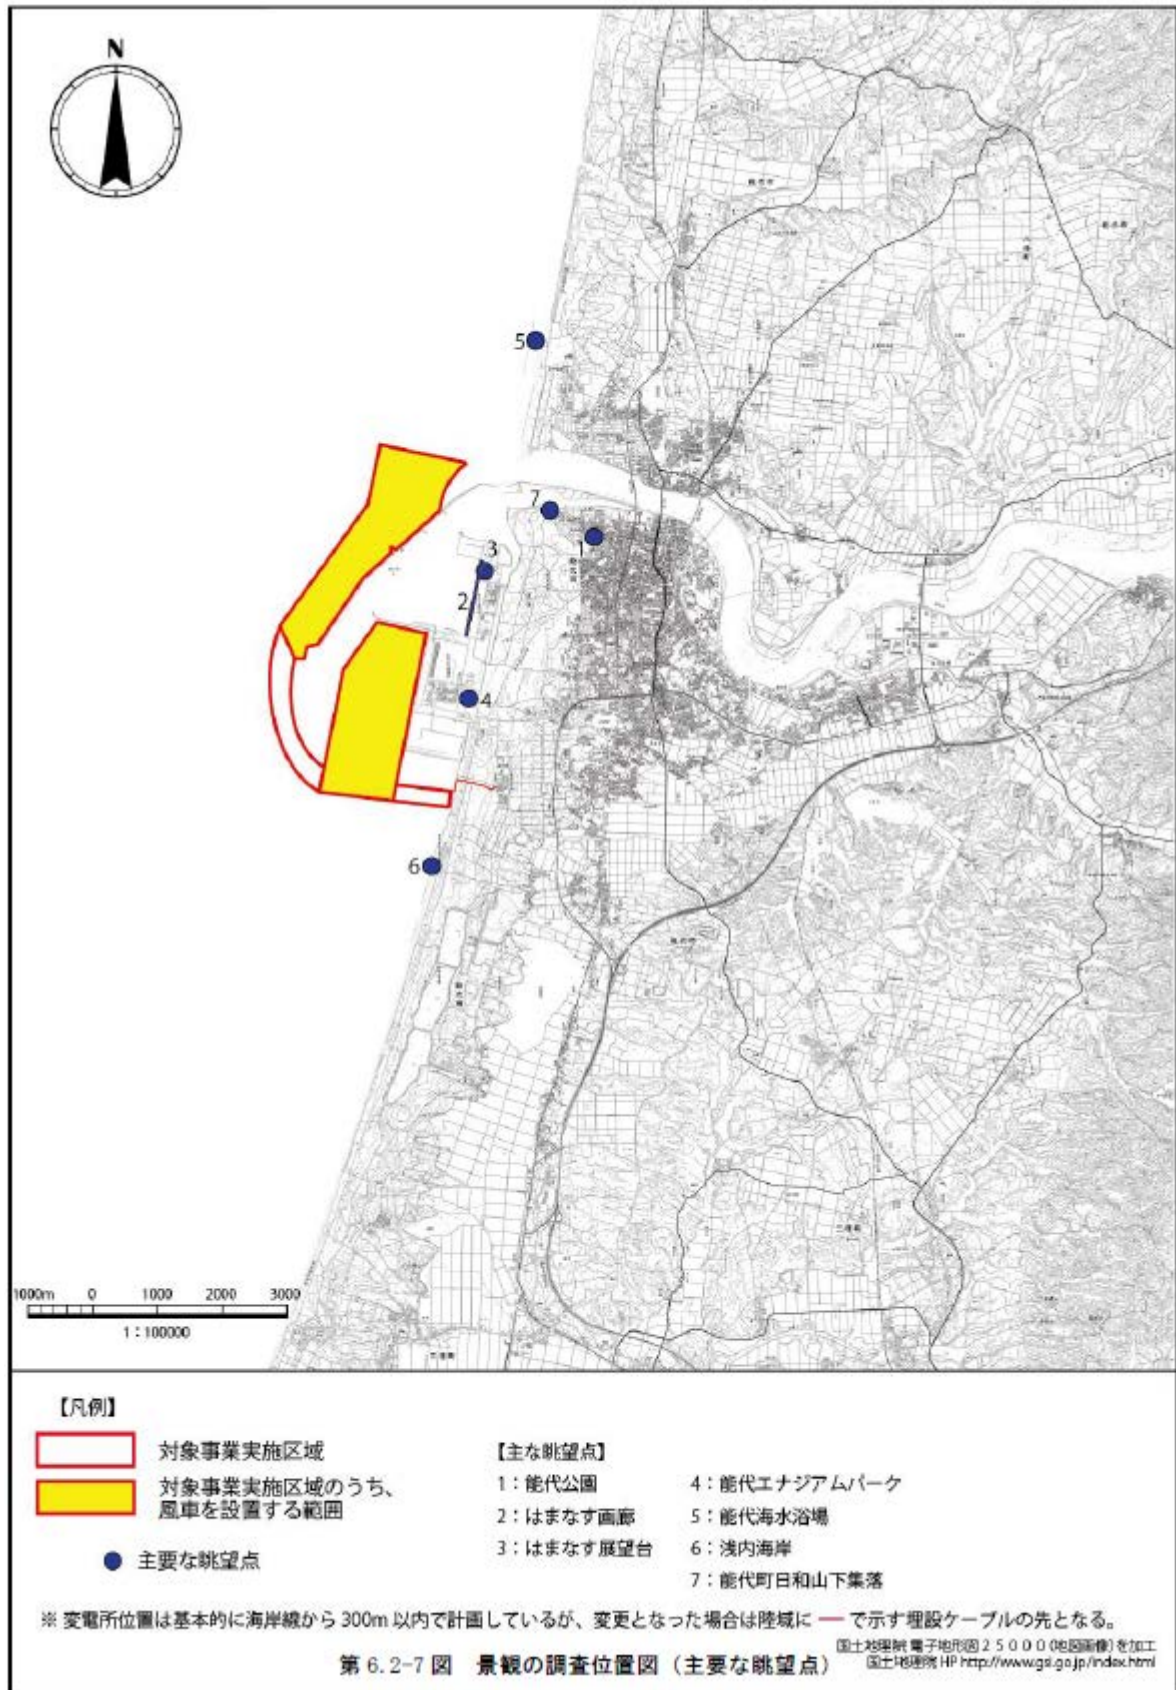 N
5
7
1
3
2
4
6
1000m 0 1000 2000 3000
1:100000
【凡例】
対象事業実施区域
対象事業実施区域のうち、
風車を設置する範囲
主要な眺望点
【主な眺望点】
1：能代公園
2：はまなす画廊
3：はまなす展望台
4：能代エナジアムパーク
5：能代海水浴場
6：浅内海岸
7：能代町日和山下集落
※ 変電所位置は基本的に海岸線から 300m 以内で計画しているが、変更となった場合は陸域に ━ で示す埋設ケーブルの先となる。
国土地理院 電子地形図２５０００(地図画像)を加工
国土地理院 HP http://www.gsi.go.jp/index.html
第 6.2-7 図　景観の調査位置図（主要な眺望点）